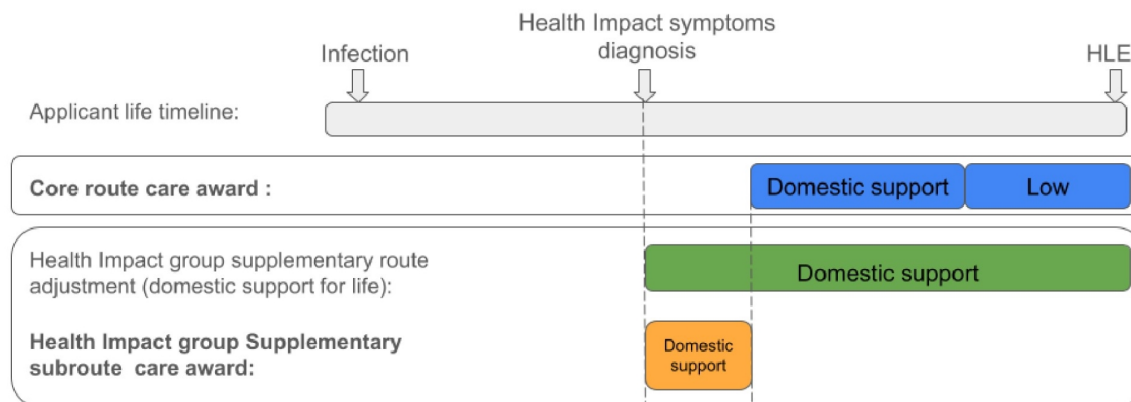 Health Impact symptoms
diagnosis
Infection
HLE
Applicant life timeline:
Core route care award :
Domestic support
Low
Health Impact group supplementary route
adjustment (domestic support for life):
Domestic support
Health Impact group Supplementary
subroute  care award:
Domestic
support